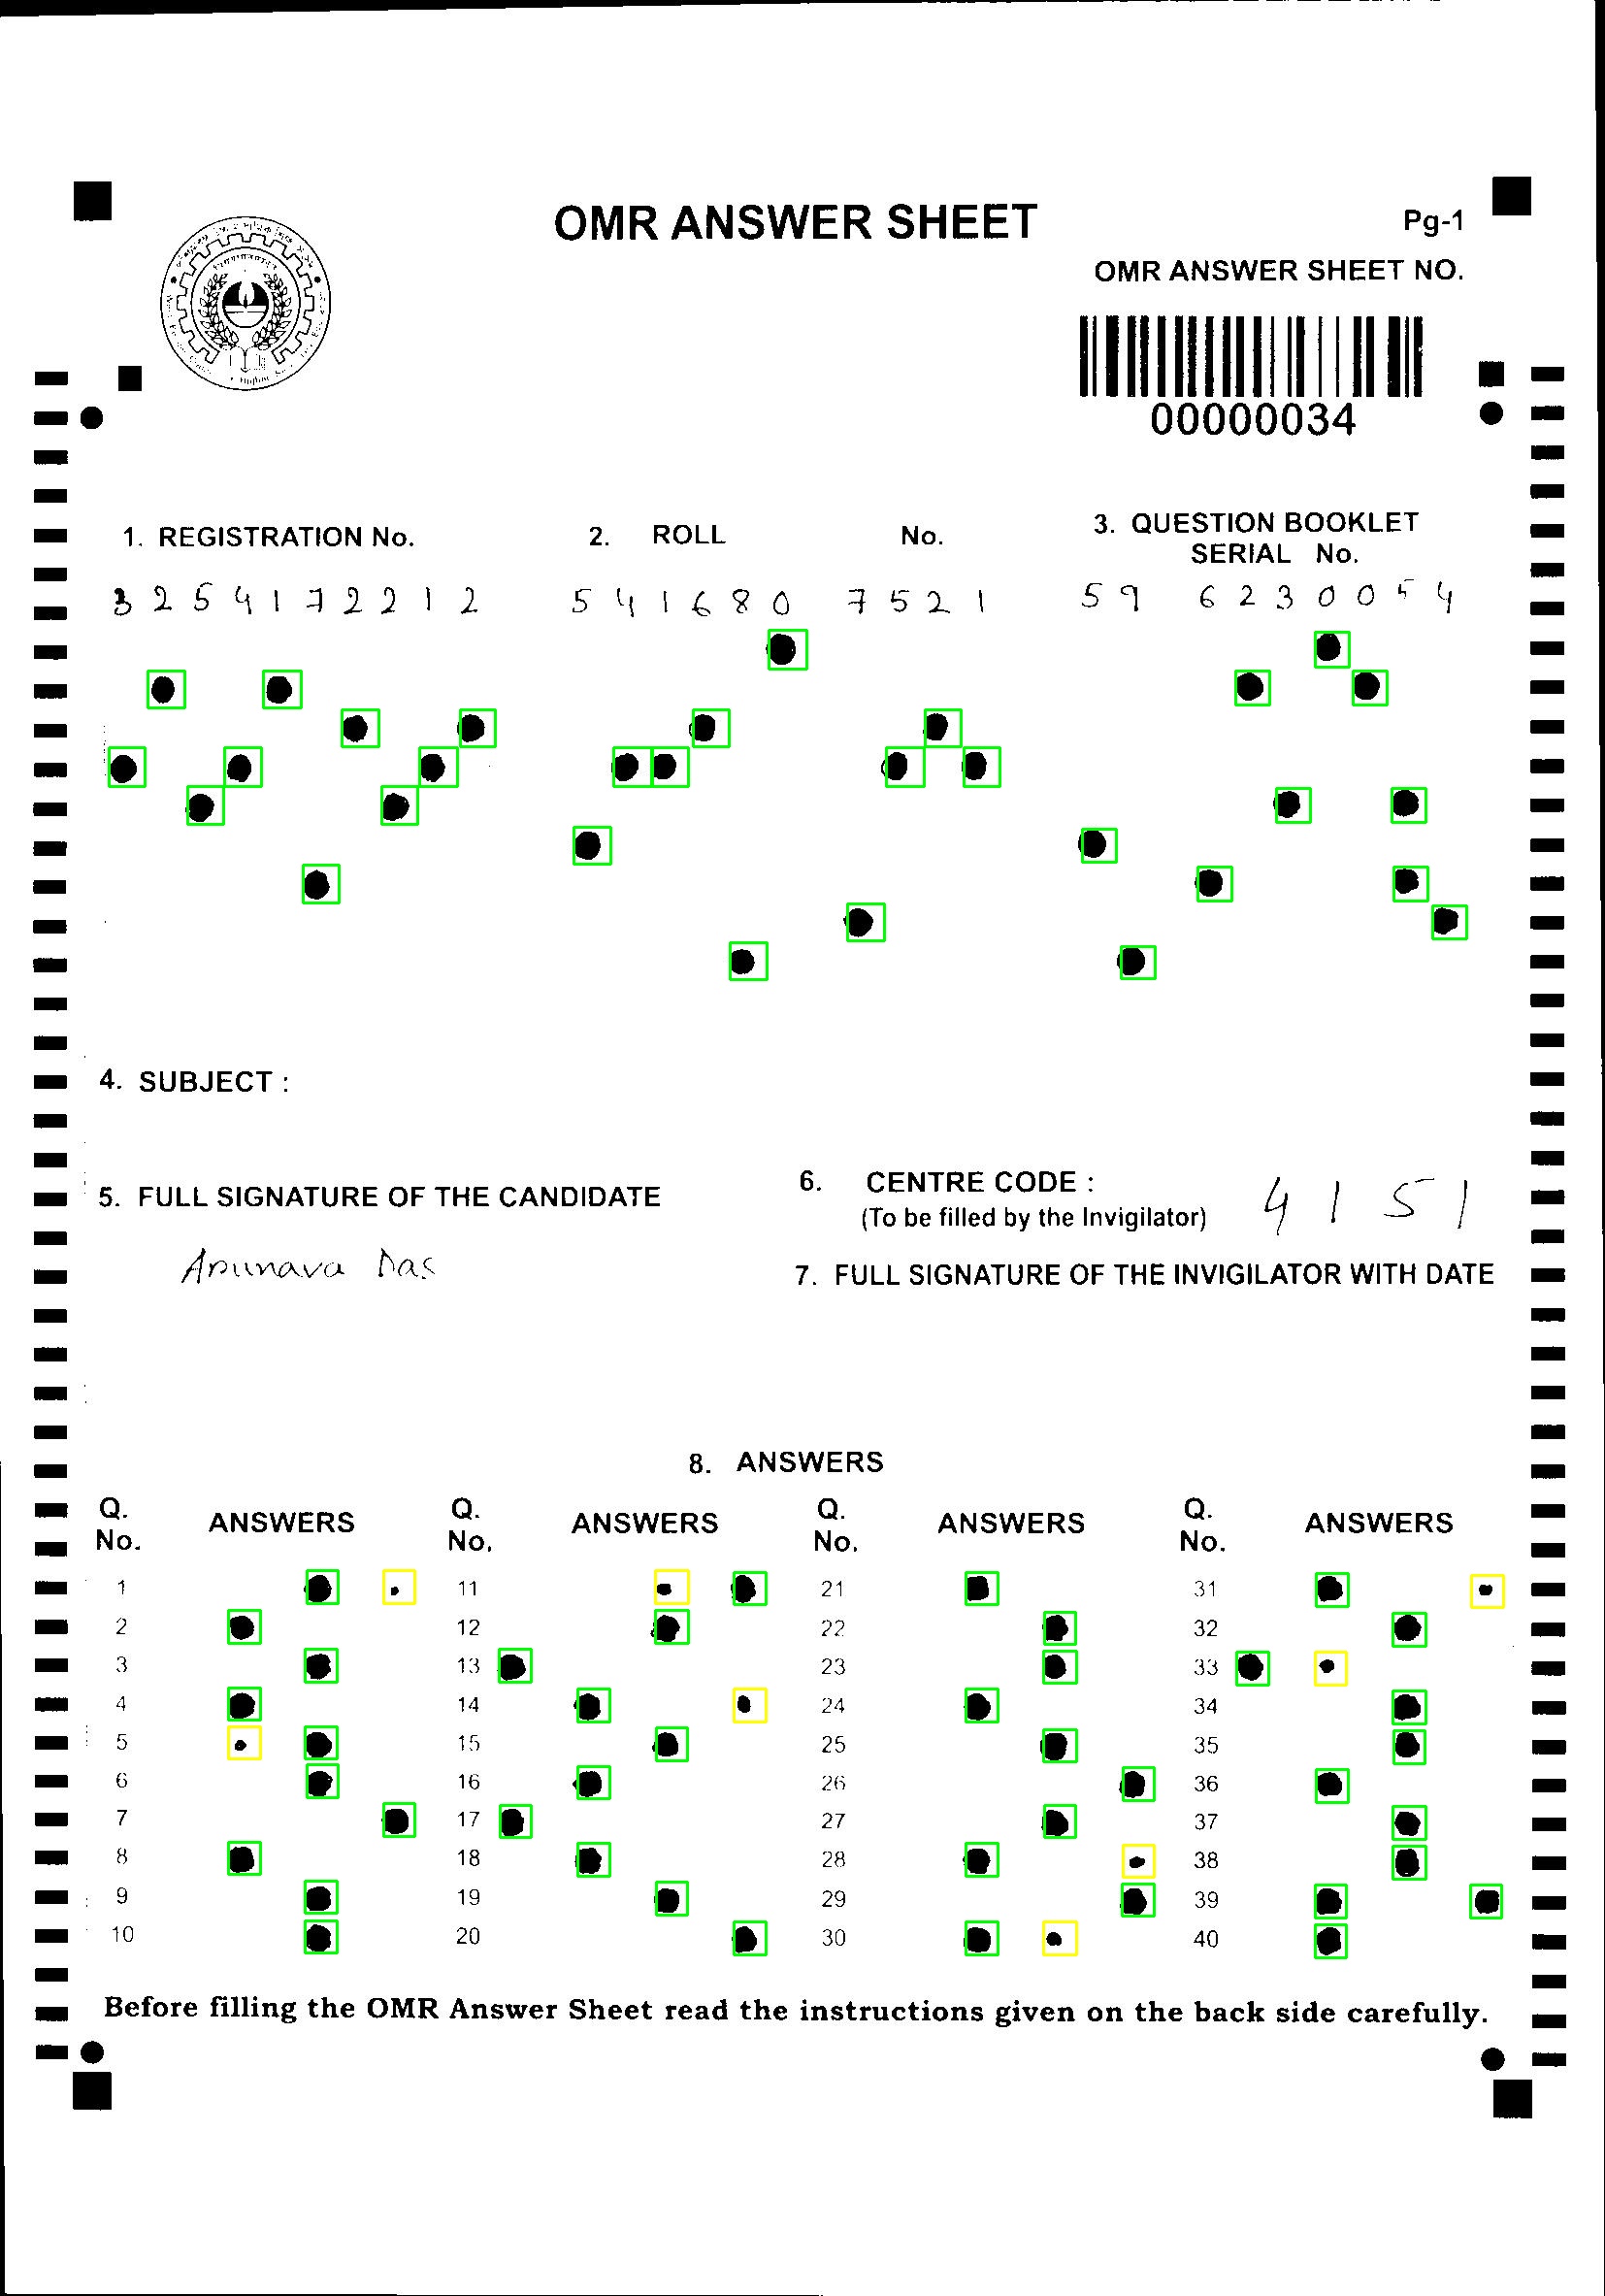 OMR ANSWER SHEET
Pg-1
OMR ANSWER SHEET NO.
00000034
1. REGISTRATION No.
2. ROLL No.
3. QUESTION BOOKLET
SERIAL No.
3 2 5 4 1 7 2 2 1 2
5 4 1 6 8 0 7 5 2 1
5 9 6 2 3 0 0 5 4
4. SUBJECT :
5. FULL SIGNATURE OF THE CANDIDATE
6. CENTRE CODE : 4 1 5 1
(To be filled by the Invigilator)
Arunava Das
7. FULL SIGNATURE OF THE INVIGILATOR WITH DATE
8. ANSWERS
Q. No. ANSWERS Q. No. ANSWERS Q. No. ANSWERS Q. No. ANSWERS
1 11 21 31
2 12 22 32
3 13 23 33
4 14 24 34
5 15 25 35
6 16 26 36
7 17 27 37
8 18 28 38
9 19 29 39
10 20 30 40
Before filling the OMR Answer Sheet read the instructions given on the back side carefully.